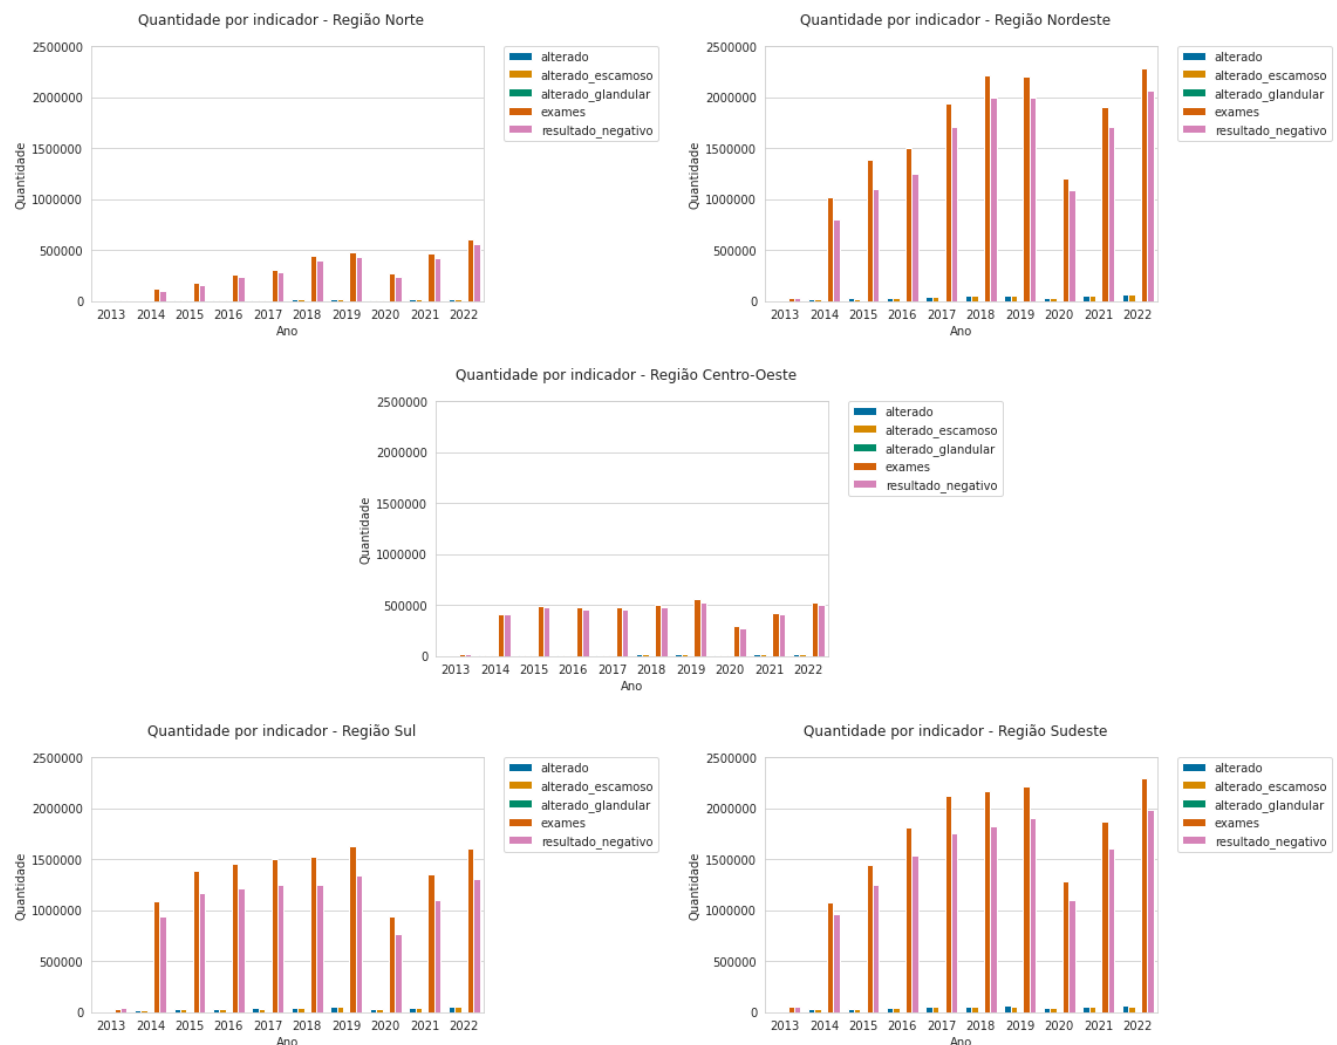 Quantidade por indicador - Região Norte
2500000
2000000
1500000
1000000
500000
0
Quantidade
2013 2014 2015 2016 2017 2018 2019 2020 2021 2022
Ano
alterado
alterado_escamoso
alterado_glandular
exames
resultado_negativo
Quantidade por indicador - Região Nordeste
2500000
2000000
1500000
1000000
500000
0
Quantidade
2013 2014 2015 2016 2017 2018 2019 2020 2021 2022
Ano
alterado
alterado_escamoso
alterado_glandular
exames
resultado_negativo
Quantidade por indicador - Região Centro-Oeste
2500000
2000000
1500000
1000000
500000
0
Quantidade
2013 2014 2015 2016 2017 2018 2019 2020 2021 2022
Ano
alterado
alterado_escamoso
alterado_glandular
exames
resultado_negativo
Quantidade por indicador - Região Sul
2500000
2000000
1500000
1000000
500000
0
Quantidade
2013 2014 2015 2016 2017 2018 2019 2020 2021 2022
Ano
alterado
alterado_escamoso
alterado_glandular
exames
resultado_negativo
Quantidade por indicador - Região Sudeste
2500000
2000000
1500000
1000000
500000
0
Quantidade
2013 2014 2015 2016 2017 2018 2019 2020 2021 2022
Ano
alterado
alterado_escamoso
alterado_glandular
exames
resultado_negativo